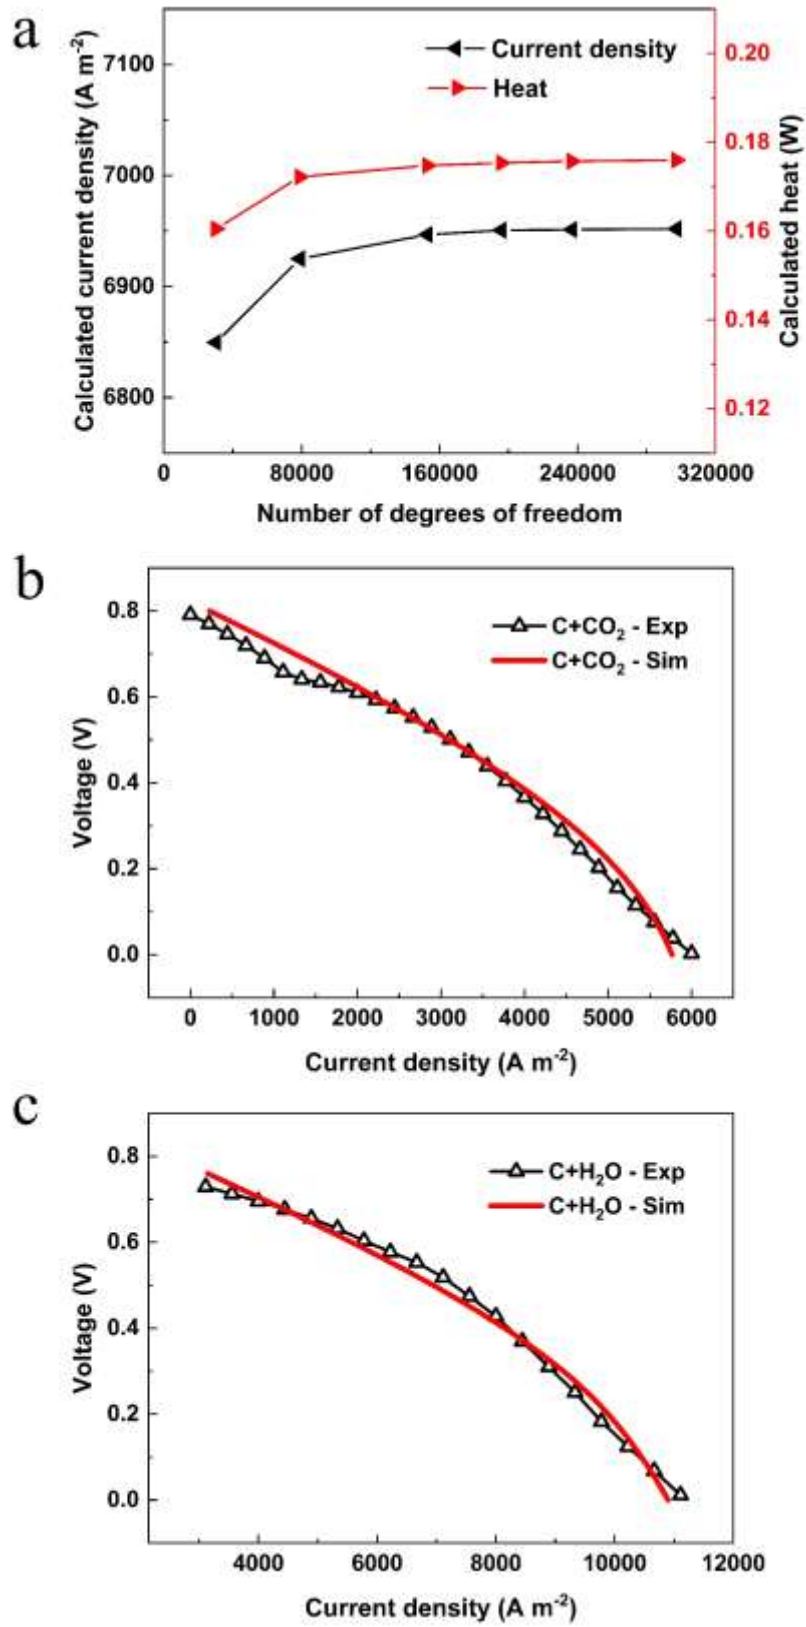 a
Current density
Heat
7100
7000
6900
6800
Calculated current density (A m-2)
0.20
0.18
0.16
0.14
0.12
Calculated heat (W)
0 80000 160000 240000 320000
Number of degrees of freedom
b
C+CO2 - Exp
C+CO2 - Sim
0.8
0.6
0.4
0.2
0.0
Voltage (V)
0 1000 2000 3000 4000 5000 6000
Current density (A m-2)
c
C+H2O - Exp
C+H2O - Sim
0.8
0.6
0.4
0.2
0.0
Voltage (V)
4000 6000 8000 10000 12000
Current density (A m-2)